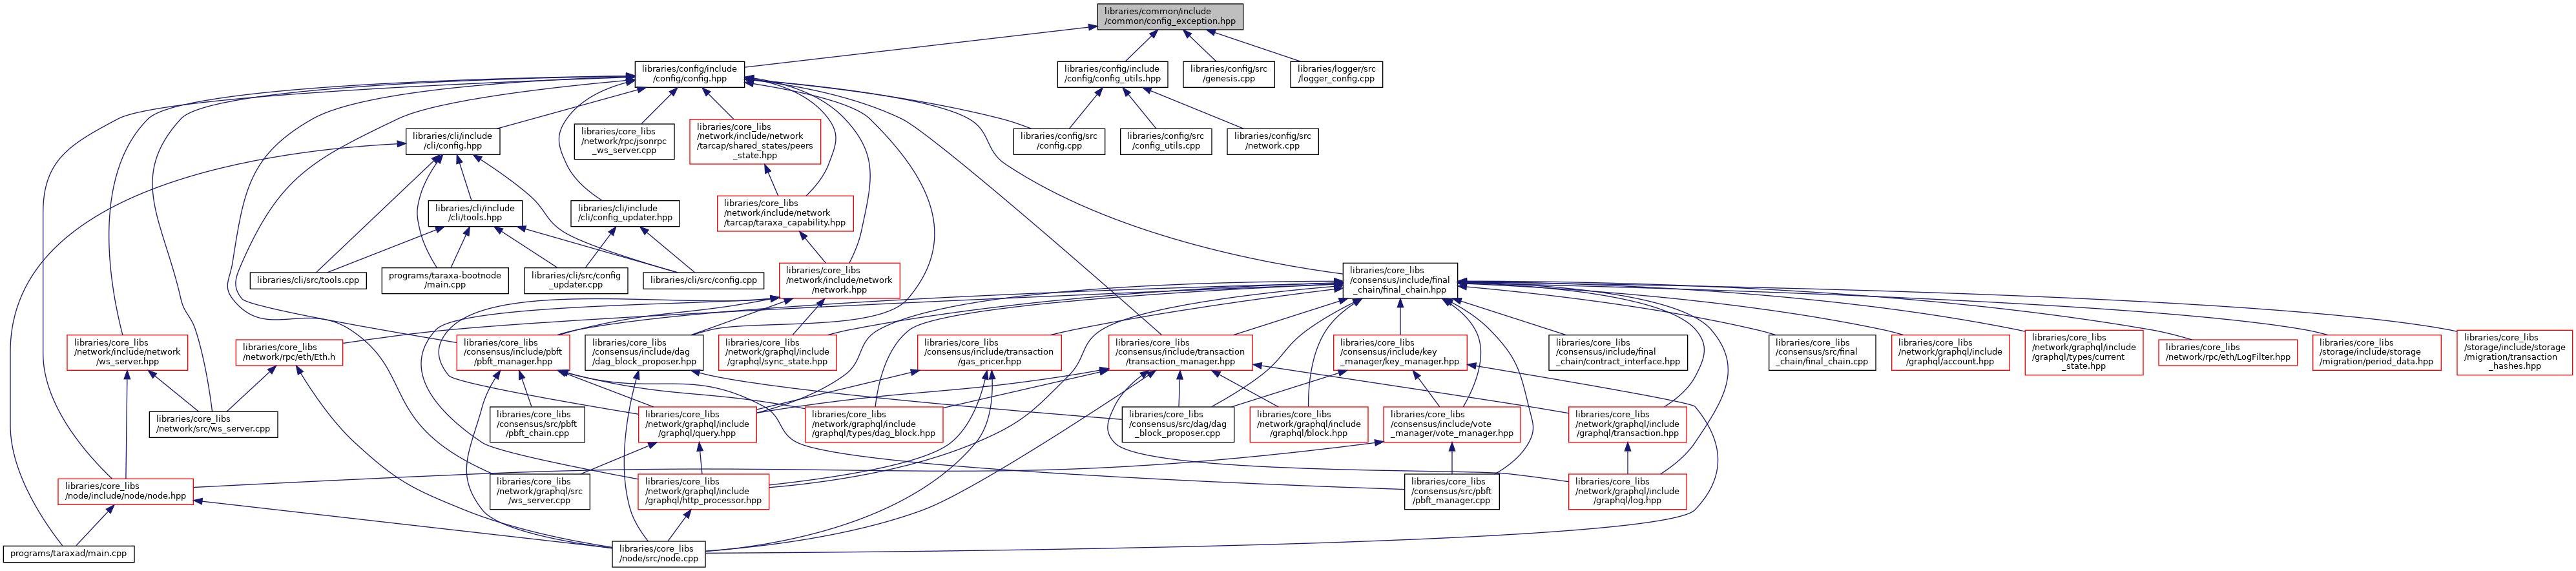 libraries/common/include
/common/config_exception.hpp
libraries/config/include
/config/config.hpp
libraries/config/include
/config/config_utils.hpp
libraries/config/src
/genesis.cpp
libraries/logger/src
/logger_config.cpp
libraries/cli/include
/cli/config.hpp
libraries/core_libs
/network/rpc/jsonrpc
_ws_server.cpp
libraries/core_libs
/network/include/network
/tarcap/shared_states/peers
_state.hpp
libraries/config/src
/config.cpp
libraries/config/src
/config_utils.cpp
libraries/config/src
/network.cpp
libraries/cli/include
/cli/tools.hpp
libraries/cli/include
/cli/config_updater.hpp
libraries/core_libs
/network/include/network
/tarcap/taraxa_capability.hpp
libraries/cli/src/tools.cpp
programs/taraxa-bootnode
/main.cpp
libraries/cli/src/config
_updater.cpp
libraries/cli/src/config.cpp
libraries/core_libs
/network/include/network
/network.hpp
libraries/core_libs
/consensus/include/final
_chain/final_chain.hpp
libraries/core_libs
/network/include/network
/ws_server.hpp
libraries/core_libs
/network/rpc/eth/Eth.h
libraries/core_libs
/consensus/include/pbft
/pbft_manager.hpp
libraries/core_libs
/consensus/include/dag
/dag_block_proposer.hpp
libraries/core_libs
/network/graphql/include
/graphql/sync_state.hpp
libraries/core_libs
/consensus/include/transaction
/gas_pricer.hpp
libraries/core_libs
/consensus/include/transaction
/transaction_manager.hpp
libraries/core_libs
/consensus/include/key
_manager/key_manager.hpp
libraries/core_libs
/consensus/include/final
_chain/contract_interface.hpp
libraries/core_libs
/consensus/src/final
_chain/final_chain.cpp
libraries/core_libs
/network/graphql/include
/graphql/account.hpp
libraries/core_libs
/network/graphql/include
/graphql/types/current
_state.hpp
libraries/core_libs
/network/rpc/eth/LogFilter.hpp
libraries/core_libs
/storage/include/storage
/migration/period_data.hpp
libraries/core_libs
/storage/include/storage
/migration/transaction
_hashes.hpp
libraries/core_libs
/network/src/ws_server.cpp
libraries/core_libs
/consensus/src/pbft
/pbft_chain.cpp
libraries/core_libs
/network/graphql/include
/graphql/query.hpp
libraries/core_libs
/network/graphql/include
/graphql/types/dag_block.hpp
libraries/core_libs
/consensus/src/dag/dag
_block_proposer.cpp
libraries/core_libs
/network/graphql/include
/graphql/block.hpp
libraries/core_libs
/consensus/include/vote
_manager/vote_manager.hpp
libraries/core_libs
/network/graphql/include
/graphql/transaction.hpp
libraries/core_libs
/node/include/node/node.hpp
libraries/core_libs
/network/graphql/src
/ws_server.cpp
libraries/core_libs
/network/graphql/include
/graphql/http_processor.hpp
libraries/core_libs
/consensus/src/pbft
/pbft_manager.cpp
libraries/core_libs
/network/graphql/include
/graphql/log.hpp
programs/taraxad/main.cpp
libraries/core_libs
/node/src/node.cpp